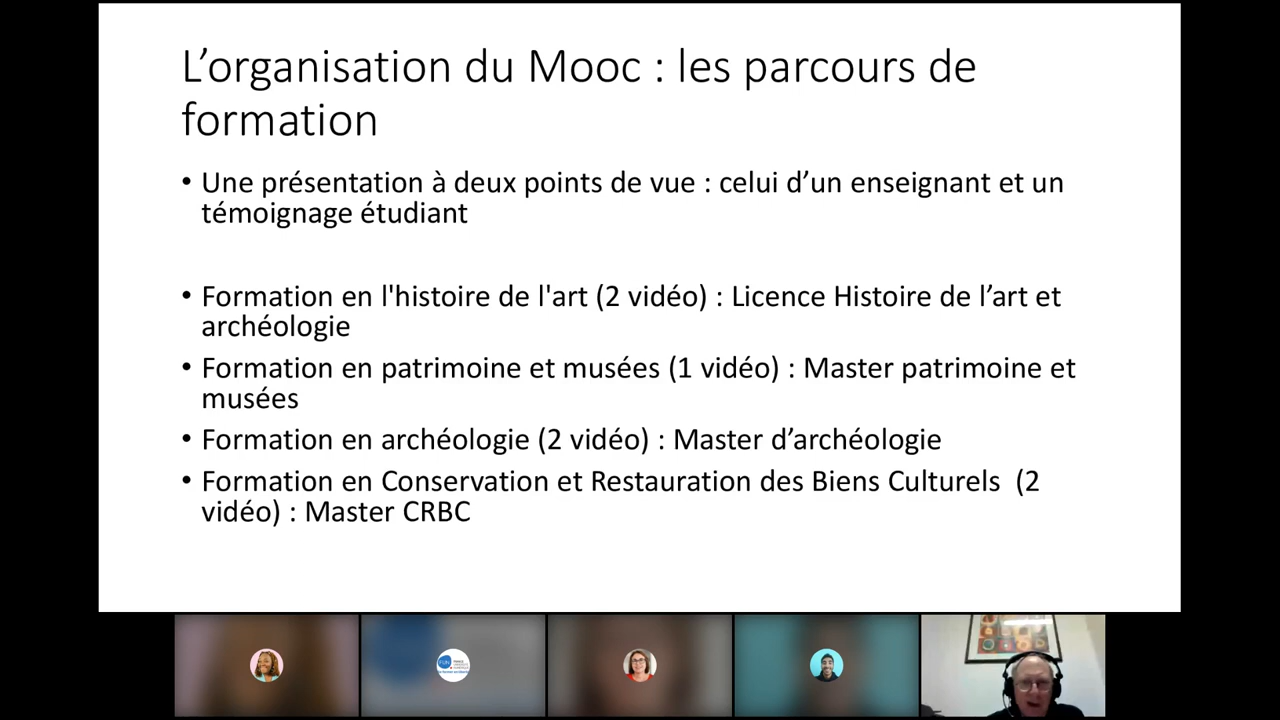 L’organisation du Mooc : les parcours de
formation
• Une présentation à deux points de vue : celui d’un enseignant et un
témoignage étudiant
• Formation en l'histoire de l'art (2 vidéo) : Licence Histoire de l’art et
archéologie
• Formation en patrimoine et musées (1 vidéo) : Master patrimoine et
musées
• Formation en archéologie (2 vidéo) : Master d’archéologie
• Formation en Conservation et Restauration des Biens Culturels  (2
vidéo) : Master CRBC
FUN